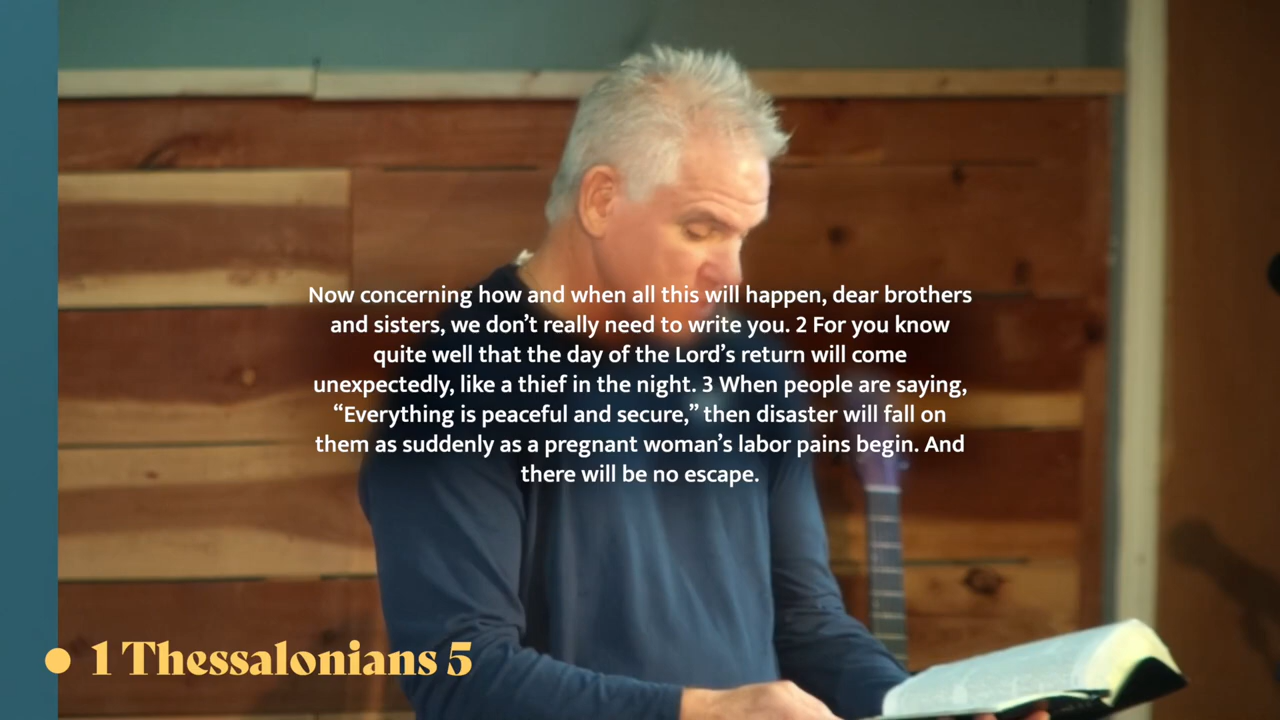 Now concerning how and when all this will happen, dear brothers
and sisters, we don’t really need to write you. 2 For you know
quite well that the day of the Lord’s return will come
unexpectedly, like a thief in the night. 3 When people are saying,
“Everything is peaceful and secure,” then disaster will fall on
them as suddenly as a pregnant woman’s labor pains begin. And
there will be no escape.
1 Thessalonians 5